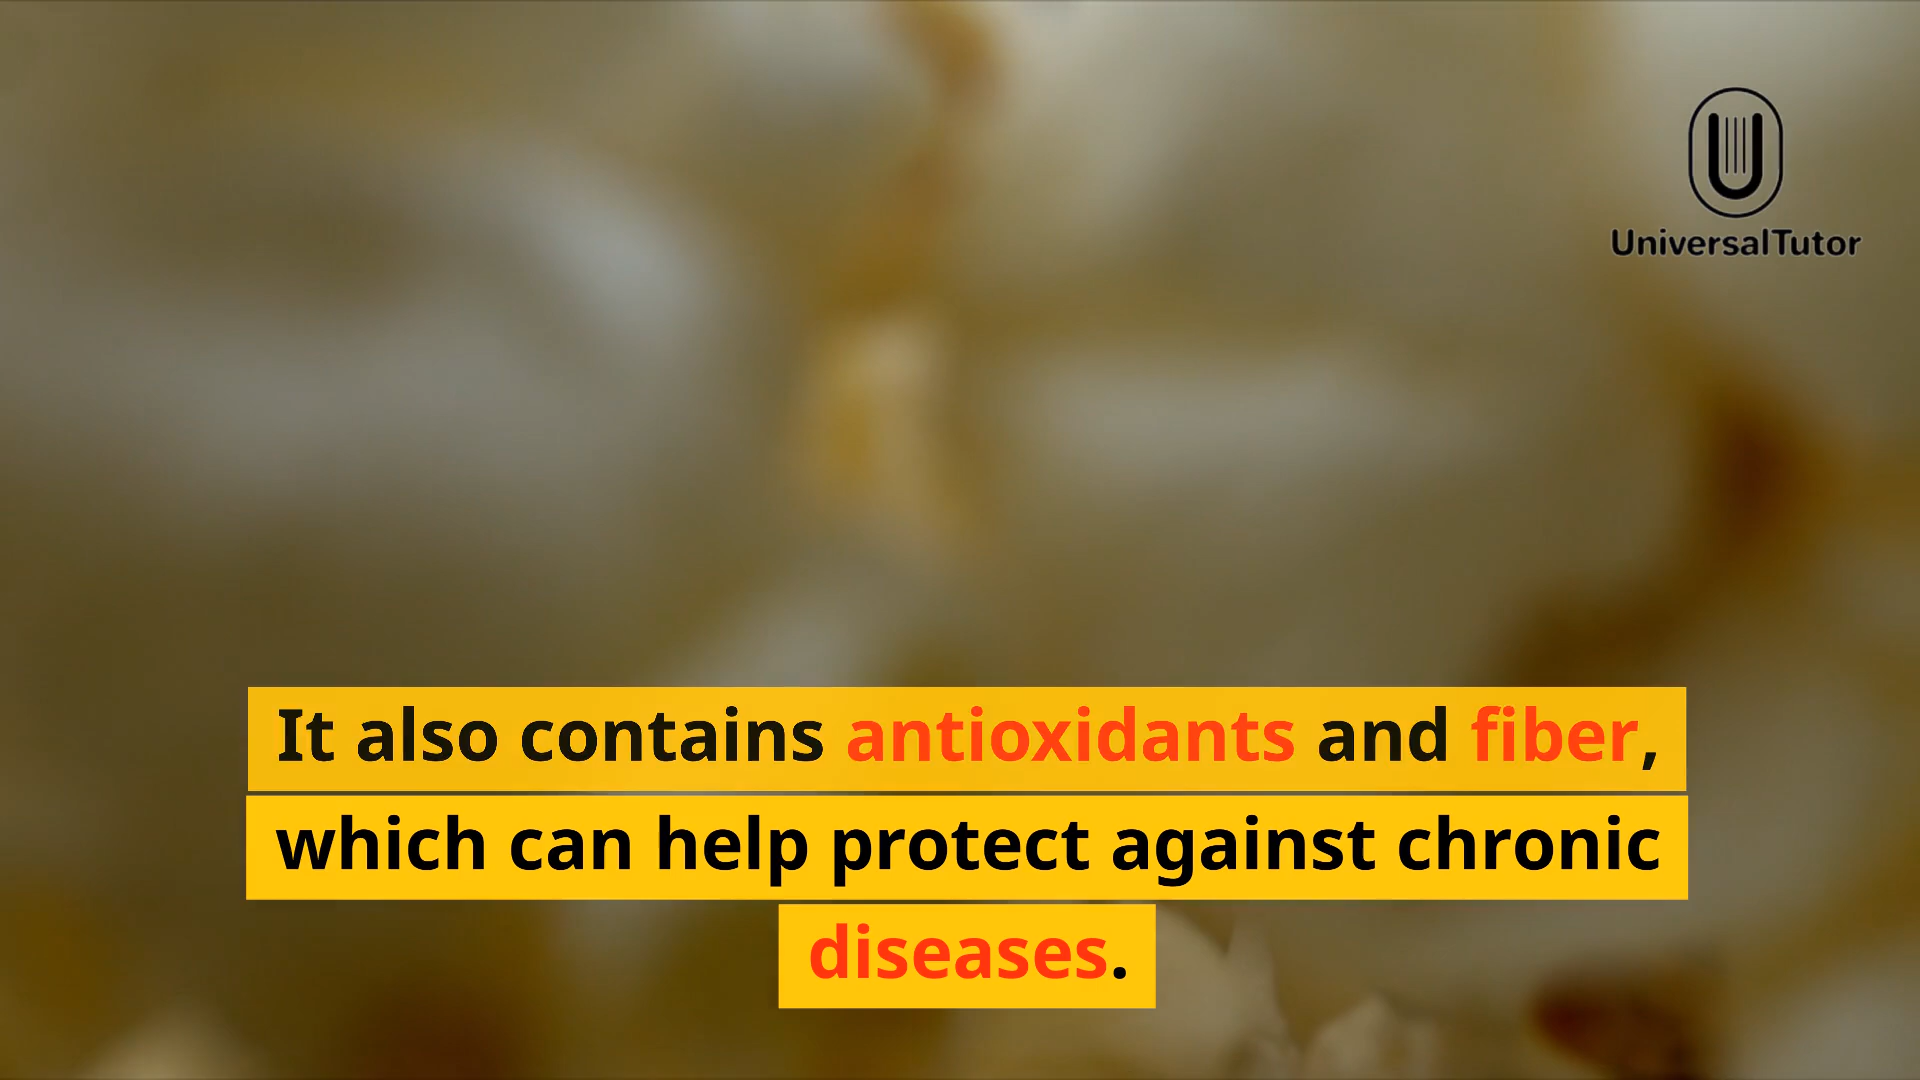 UniversalTutor
It also contains antioxidants and fiber,
which can help protect against chronic
diseases.